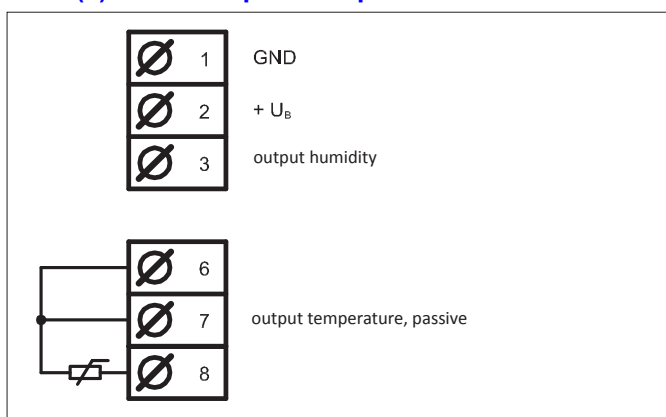 1 GND
2 + U_B
3 output humidity
6
7 output temperature, passive
8